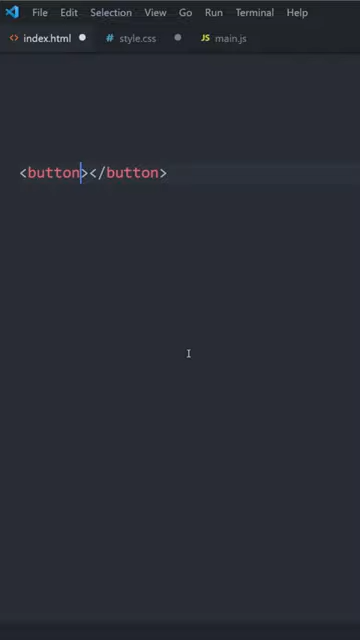 File Edit Selection View Go Run Terminal Help
<> index.html # style.css JS main.js
<button></button>